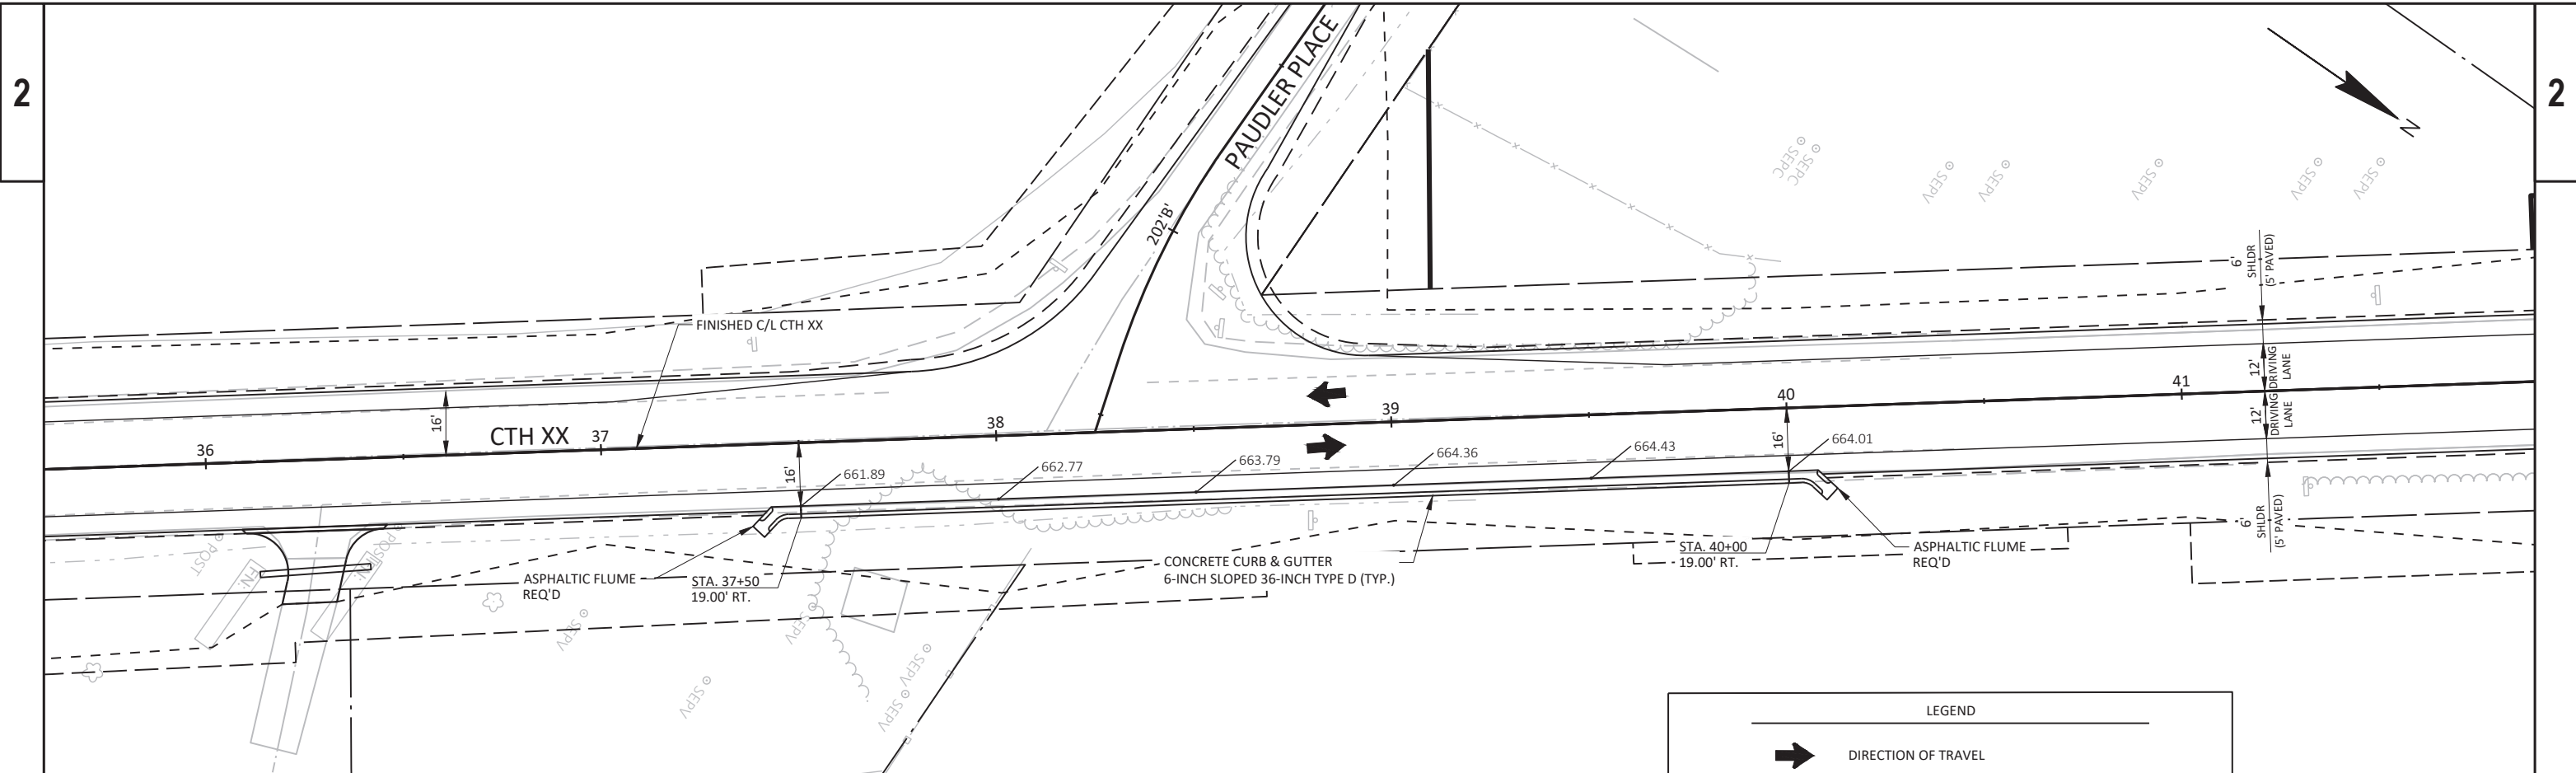 2
2
PAUDLER PLACE
N
SEPC
SEPC
SEPV
SEPV
SEPV
SEPV
SEPV
202'B'
6'
SHLDR
(5' PAVED)
FINISHED C/L CTH XX
12'
DRIVING
LANE
12'
DRIVING
LANE
6'
SHLDR
(5' PAVED)
16'
CTH XX
36
37
38
39
40
41
16'
16'
661.89
662.77
663.79
664.36
664.43
664.01
POST
POST
ASPHALTIC FLUME
REQ'D
STA. 37+50
19.00' RT.
CONCRETE CURB & GUTTER
6-INCH SLOPED 36-INCH TYPE D (TYP.)
STA. 40+00
19.00' RT.
ASPHALTIC FLUME
REQ'D
SEPV
SEPV
SEPV
SEPV
SEPV
LEGEND
DIRECTION OF TRAVEL